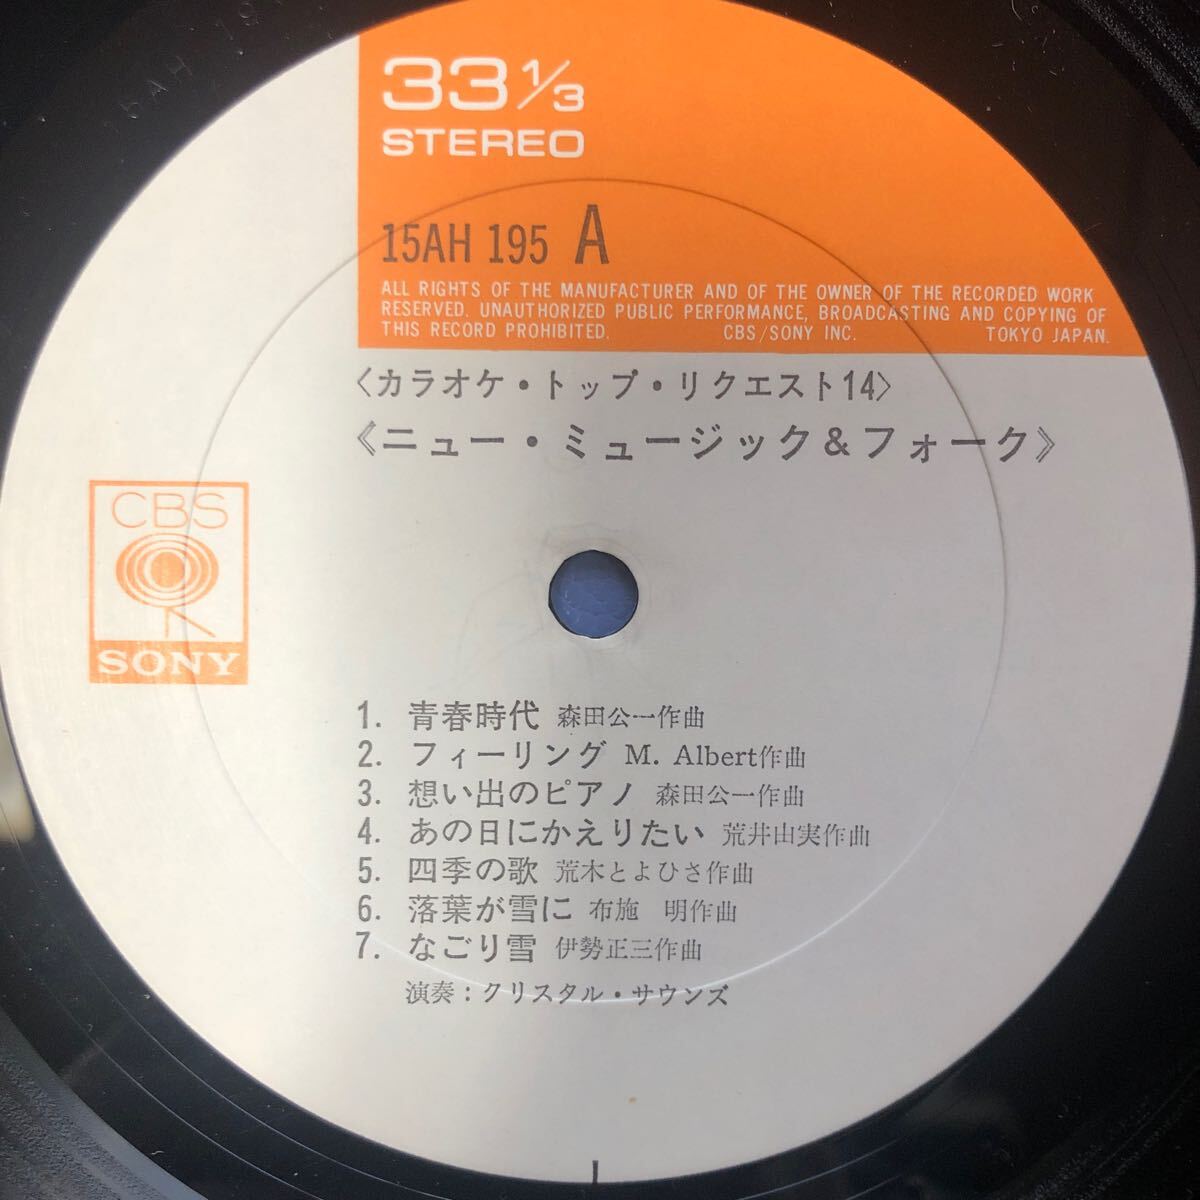 33 1/3
STEREO
15AH 195 A
ALL RIGHTS OF THE MANUFACTURER AND OF THE OWNER OF THE RECORDED WORK
RESERVED. UNAUTHORIZED PUBLIC PERFORMANCE, BROADCASTING AND COPYING OF
THIS RECORD PROHIBITED. CBS/SONY INC. TOKYO JAPAN.
〈カラオケ・トップ・リクエスト14〉
《ニュー・ミュージック&フォーク》
CBS
SONY
1. 青春時代 森田公一作曲
2. フィーリング M. Albert作曲
3. 想い出のピアノ 森田公一作曲
4. あの日にかえりたい 荒井由実作曲
5. 四季の歌 荒木とよひさ作曲
6. 落葉が雪に 布施 明作曲
7. なごり雪 伊勢正三作曲
演奏：クリスタル・サウンズ